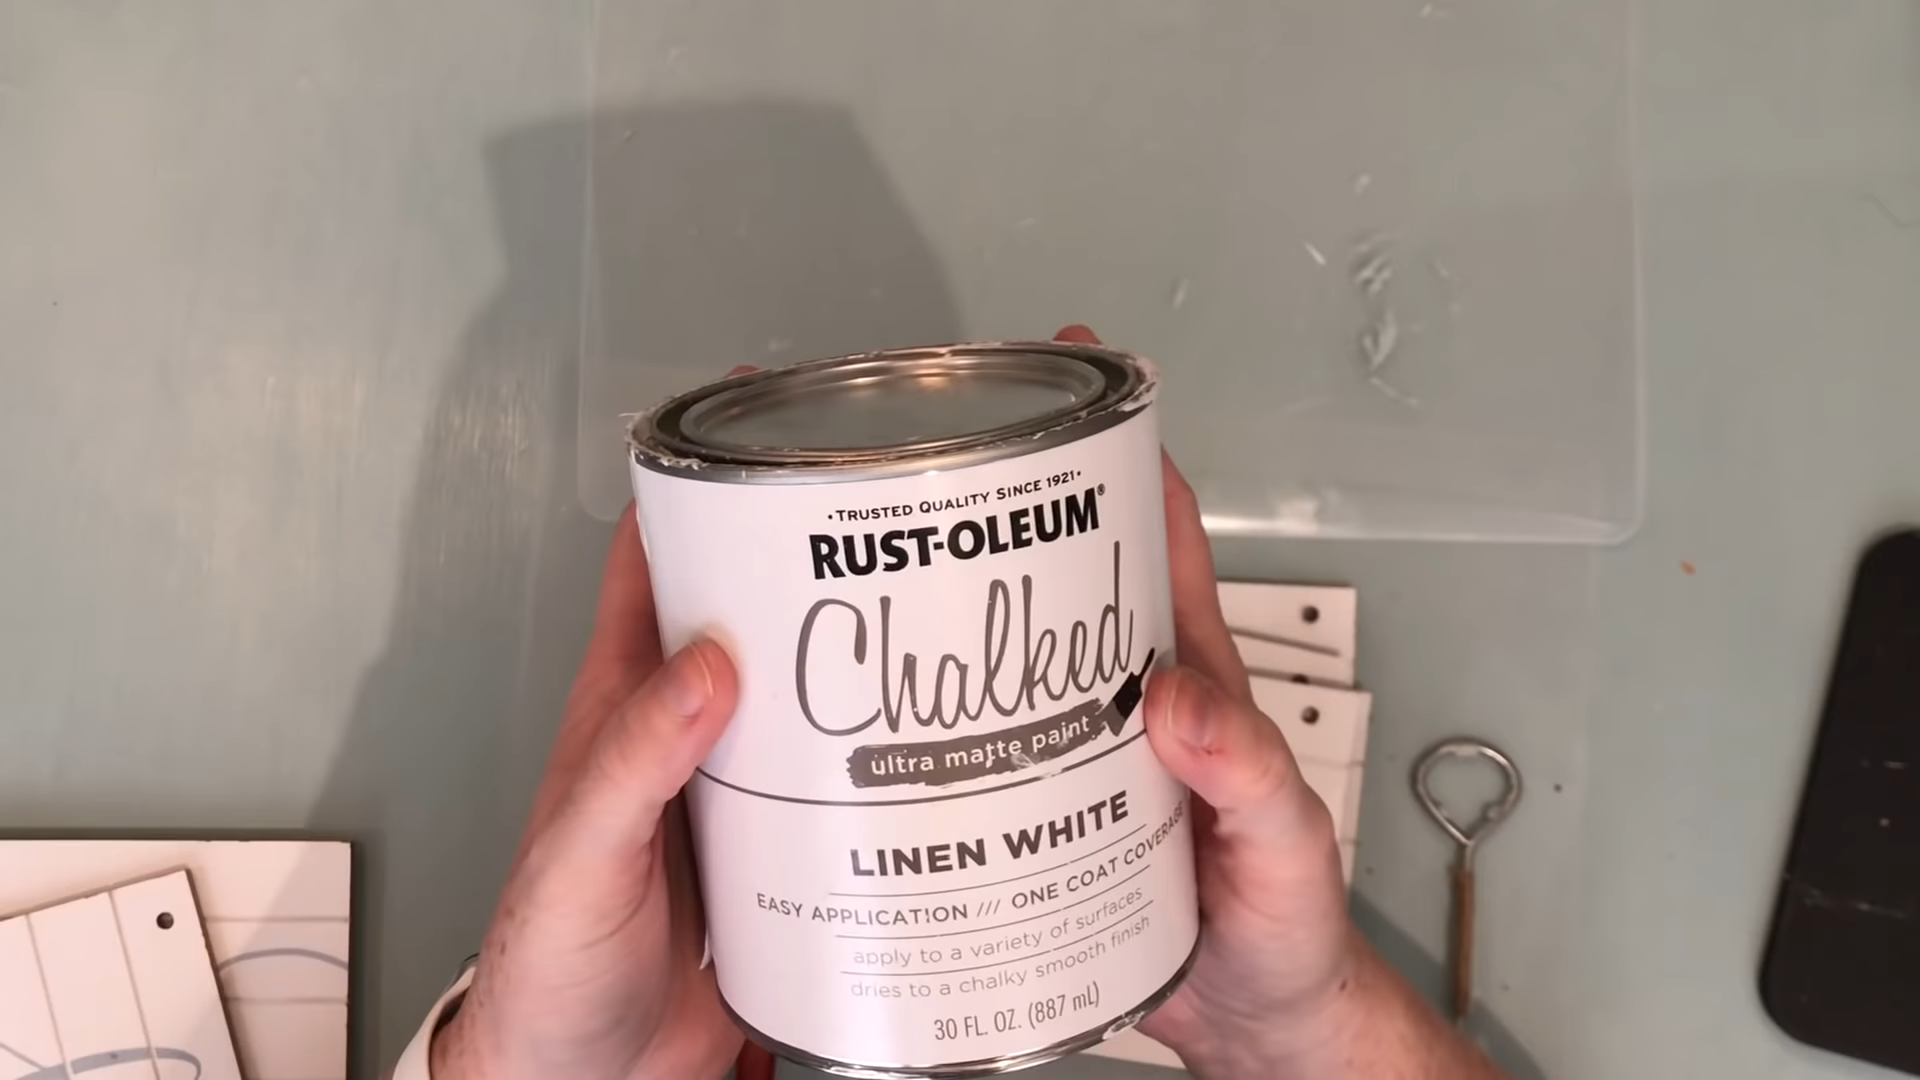 •TRUSTED QUALITY SINCE 1921•
RUST-OLEUM®
Chalked
ultra matte paint
LINEN WHITE
EASY APPLICATION /// ONE COAT COVERAGE
apply to a variety of surfaces
dries to a chalky smooth finish
30 FL. OZ. (887 mL)